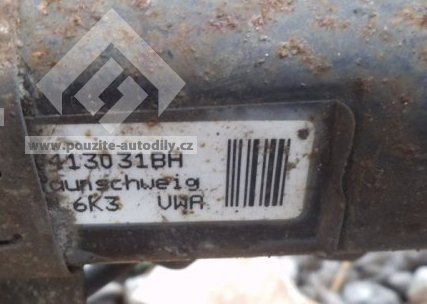 www.pouzite-autodily.cz
413031BH
aunschweig
6K3 VWA